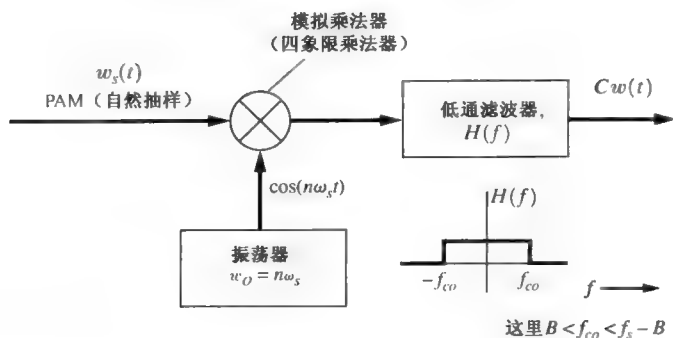 模拟乘法器
（四象限乘法器）
w_s(t)
PAM（自然抽样）
低通滤波器，
H(f)
Cw(t)
cos(nω_s t)
振荡器
w_O = nω_s
H(f)
-f_co
f_co
f
这里 B < f_co < f_s - B